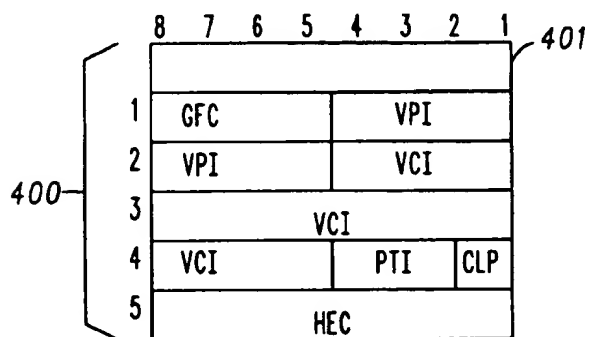 8 7 6 5 4 3 2 1
401
1 GFC VPI
2 VPI VCI
400
3 VCI
4 VCI PTI CLP
5 HEC